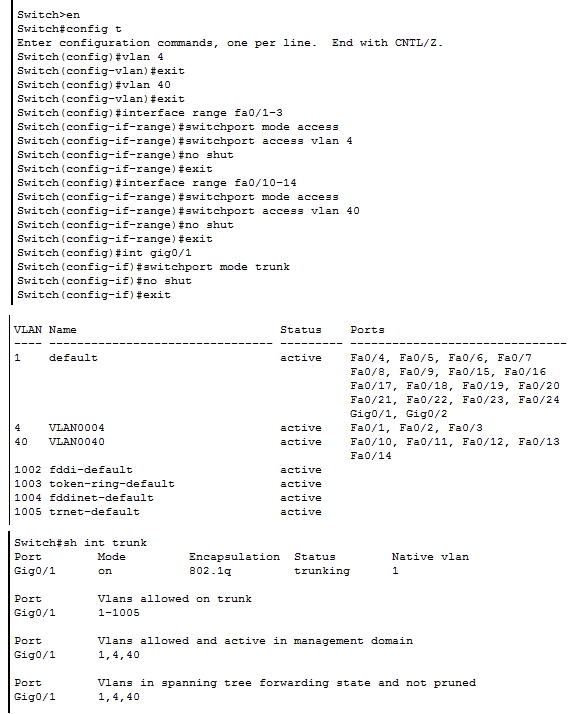 Switch>en
Switch#config t
Enter configuration commands, one per line.  End with CNTL/Z.
Switch(config)#vlan 4
Switch(config-vlan)#exit
Switch(config)#vlan 40
Switch(config-vlan)#exit
Switch(config)#interface range fa0/1-3
Switch(config-if-range)#switchport mode access
Switch(config-if-range)#switchport access vlan 4
Switch(config-if-range)#no shut
Switch(config-if-range)#exit
Switch(config)#interface range fa0/10-14
Switch(config-if-range)#switchport mode access
Switch(config-if-range)#switchport access vlan 40
Switch(config-if-range)#no shut
Switch(config-if-range)#exit
Switch(config)#int gig0/1
Switch(config-if)#switchport mode trunk
Switch(config-if)#no shut
Switch(config-if)#exit
VLAN Name                             Status    Ports
---- -------------------------------- --------- -------------------------------
1    default                          active    Fa0/4, Fa0/5, Fa0/6, Fa0/7
                                                Fa0/8, Fa0/9, Fa0/15, Fa0/16
                                                Fa0/17, Fa0/18, Fa0/19, Fa0/20
                                                Fa0/21, Fa0/22, Fa0/23, Fa0/24
                                                Gig0/1, Gig0/2
4    VLAN0004                         active    Fa0/1, Fa0/2, Fa0/3
40   VLAN0040                         active    Fa0/10, Fa0/11, Fa0/12, Fa0/13
                                                Fa0/14
1002 fddi-default                     active
1003 token-ring-default               active
1004 fddinet-default                  active
1005 trnet-default                    active
Switch#sh int trunk
Port        Mode         Encapsulation  Status        Native vlan
Gig0/1      on           802.1q         trunking      1
Port        Vlans allowed on trunk
Gig0/1      1-1005
Port        Vlans allowed and active in management domain
Gig0/1      1,4,40
Port        Vlans in spanning tree forwarding state and not pruned
Gig0/1      1,4,40